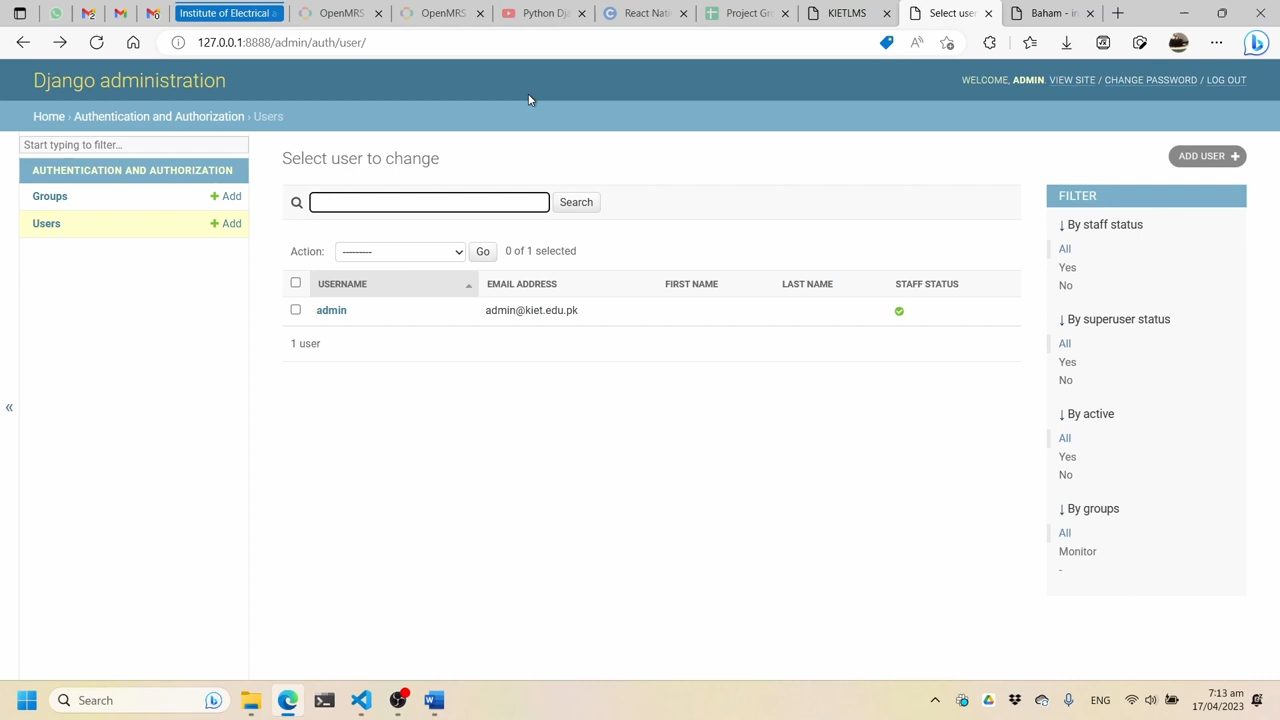 Institute of Electrical a
OpenMRS
OpenMRS
Python Dja
React Nativ
Project Gr
KIETLMS
Select user
Baham - in
127.0.0.1:8888/admin/auth/user/
Django administration
WELCOME, ADMIN. VIEW SITE / CHANGE PASSWORD / LOG OUT
Home › Authentication and Authorization › Users
Start typing to filter...
AUTHENTICATION AND AUTHORIZATION
Groups
Add
Users
Add
Select user to change
ADD USER
Search
Action:
---------
Go
0 of 1 selected
USERNAME
EMAIL ADDRESS
FIRST NAME
LAST NAME
STAFF STATUS
admin
admin@kiet.edu.pk
1 user
FILTER
↓ By staff status
All
Yes
No
↓ By superuser status
All
Yes
No
↓ By active
All
Yes
No
↓ By groups
All
Monitor
-
«
Search
ENG
7:13 am
17/04/2023